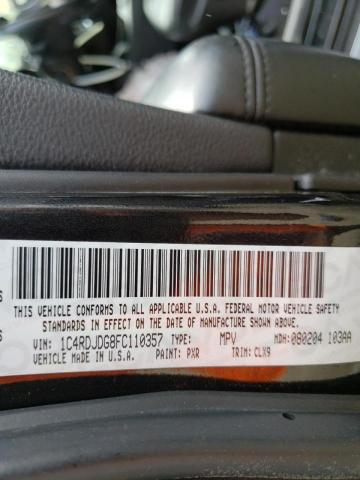 THIS VEHICLE CONFORMS TO ALL APPLICABLE U.S.A. FEDERAL MOTOR VEHICLE SAFETY
STANDARDS IN EFFECT ON THE DATE OF MANUFACTURE SHOWN ABOVE.
VIN: 1C4RDJDG8FC110357 TYPE: MPV MDH: 080204 103AA
VEHICLE MADE IN U.S.A. PAINT: PXR TRIM: CLX9